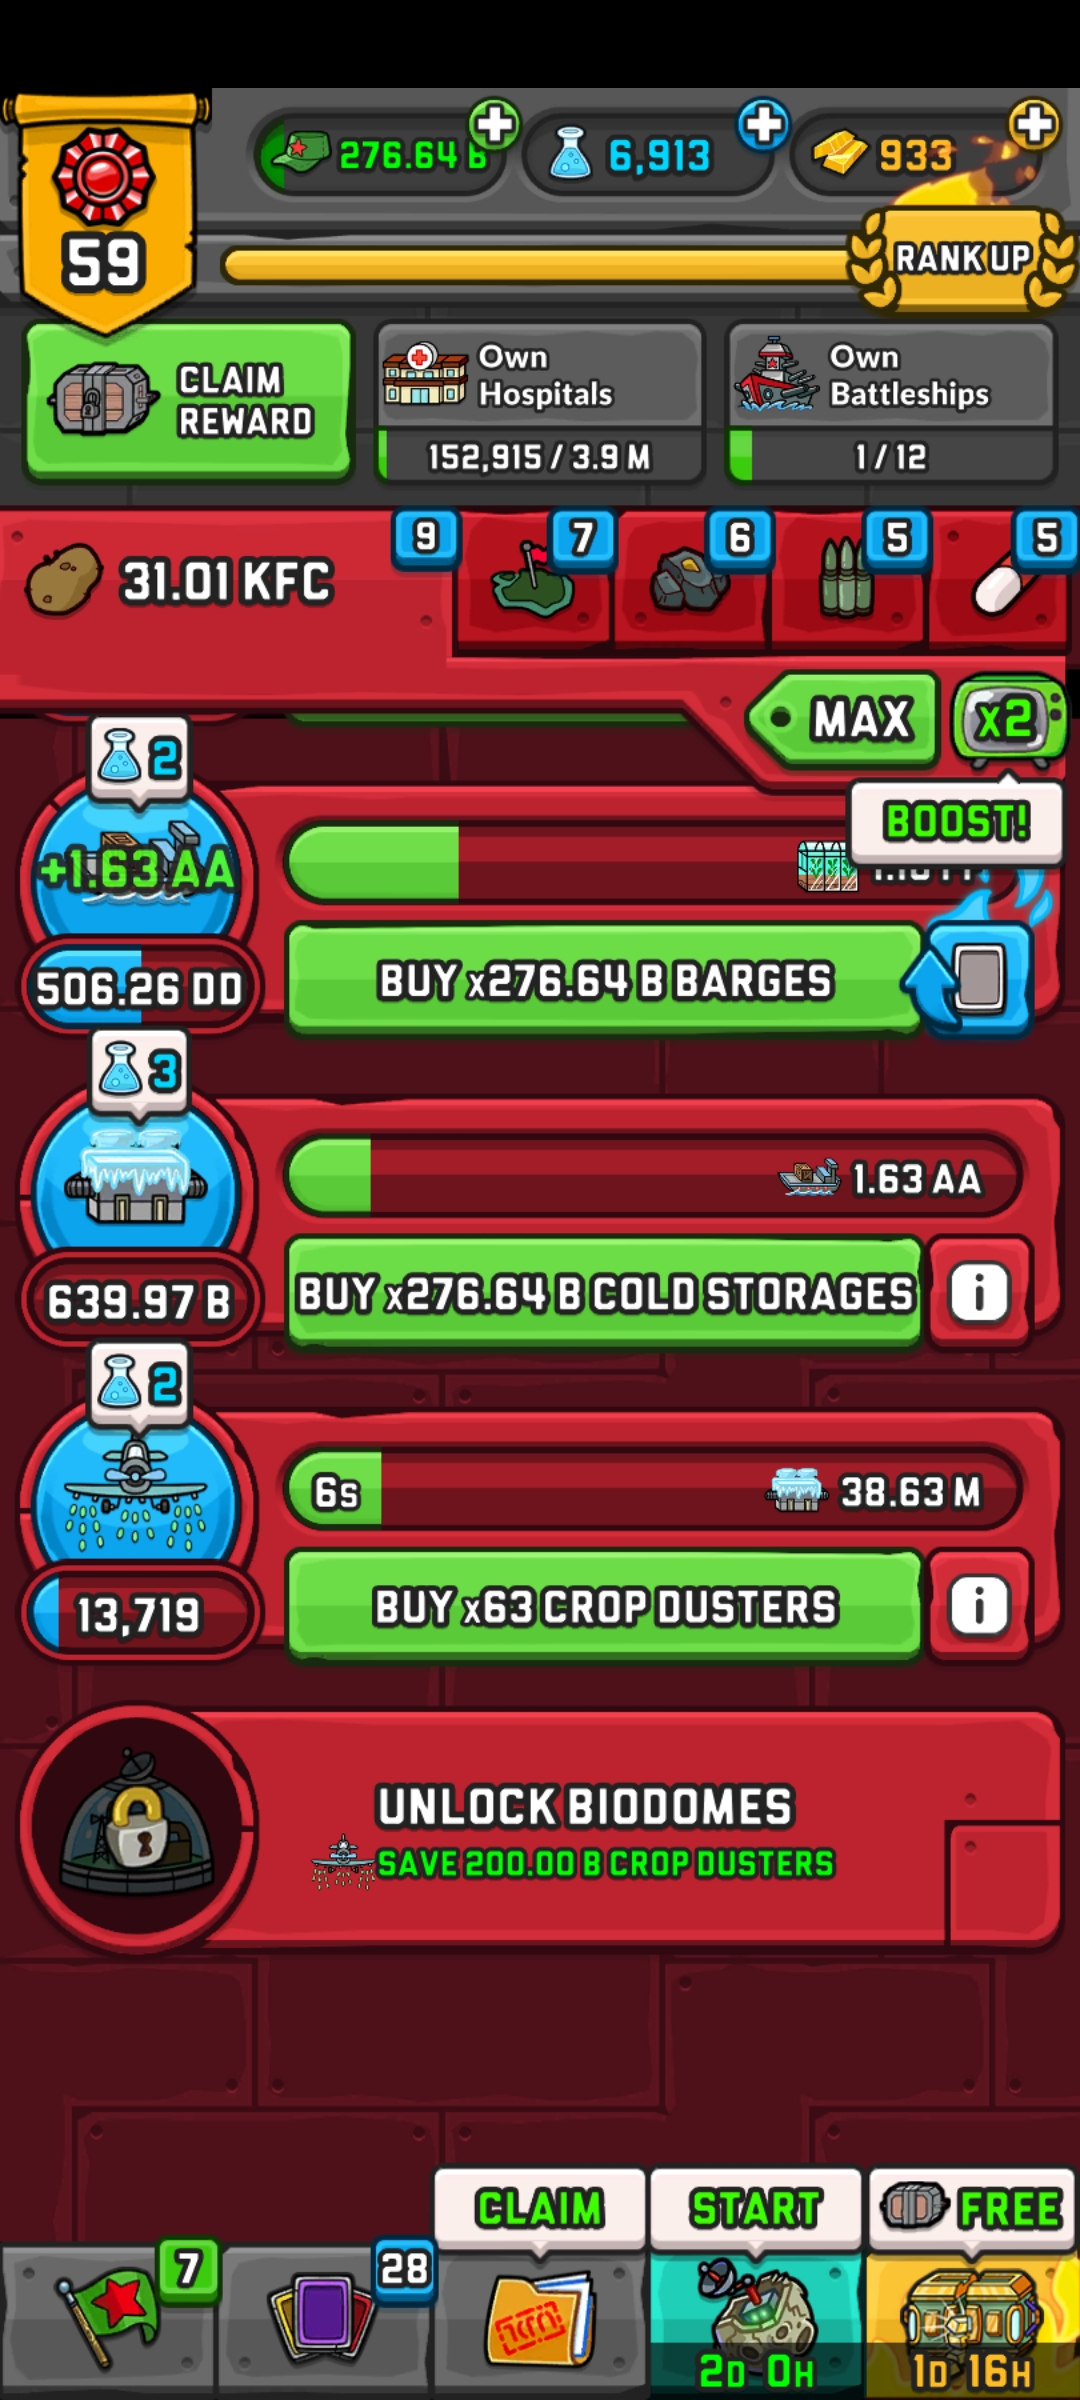 276.64 B
6,913
933
59
RANK UP
CLAIM
REWARD
Own
Hospitals
152,915 / 3.9 M
Own
Battleships
1 / 12
31.01 KFC
9
7
6
5
5
MAX
x2
BOOST!
2
+1.63 AA
506.26 DD
BUY x276.64 B BARGES
3
1.63 AA
639.97 B
BUY x276.64 B COLD STORAGES
i
2
6s
38.63 M
13,719
BUY x63 CROP DUSTERS
i
UNLOCK BIODOMES
SAVE 200.00 B CROP DUSTERS
CLAIM
START
FREE
7
28
2D 0H
1D 16H